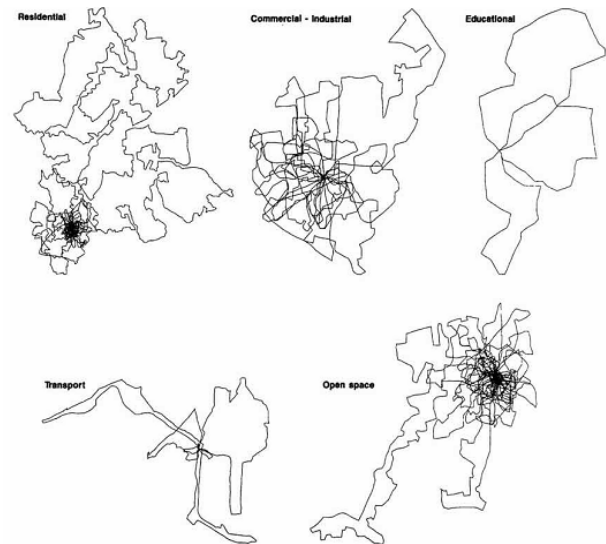 Residential
Commercial - Industrial
Educational
Transport
Open space